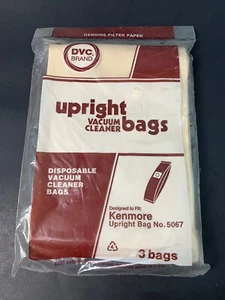 GENUINE FILTER PAPER
DVC
BRAND
upright
VACUUM
CLEANER
bags
DISPOSABLE
VACUUM
CLEANER
BAGS
Designed to Fit:
Kenmore
Upright Bag No. 5067
3 bags